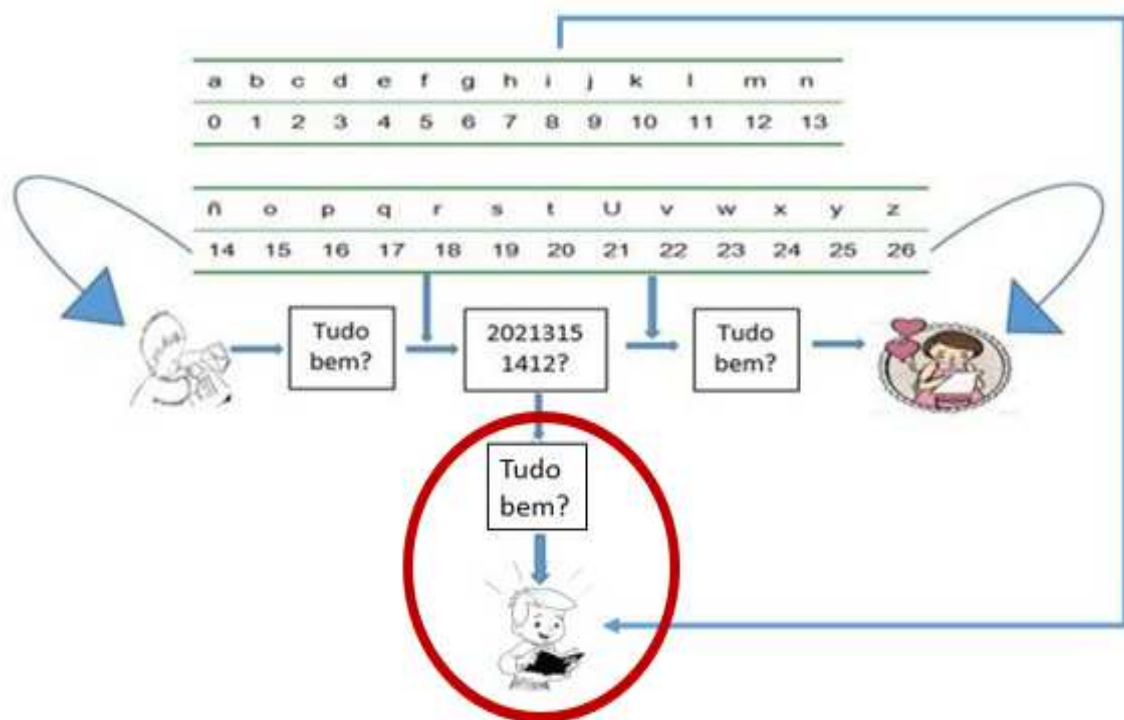 a b c d e f g h i j k l m n
0 1 2 3 4 5 6 7 8 9 10 11 12 13
ñ o p q r s t U v w x y z
14 15 16 17 18 19 20 21 22 23 24 25 26
Tudo
bem?
2021315
1412?
Tudo
bem?
Tudo
bem?